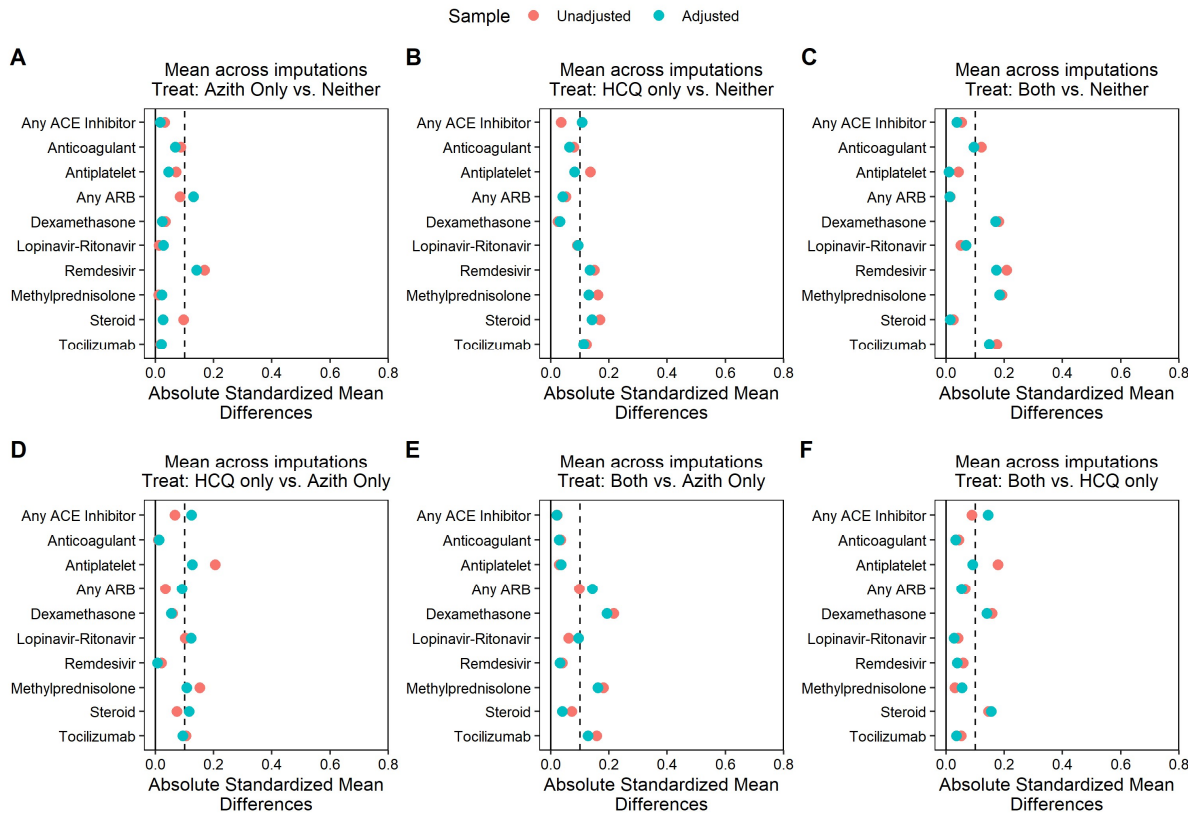 Sample Unadjusted Adjusted
A
Mean across imputations
Treat: Azith Only vs. Neither
Any ACE Inhibitor
Anticoagulant
Antiplatelet
Any ARB
Dexamethasone
Lopinavir-Ritonavir
Remdesivir
Methylprednisolone
Steroid
Tocilizumab
0.0 0.2 0.4 0.6 0.8
Absolute Standardized Mean
Differences
B
Mean across imputations
Treat: HCQ only vs. Neither
Any ACE Inhibitor
Anticoagulant
Antiplatelet
Any ARB
Dexamethasone
Lopinavir-Ritonavir
Remdesivir
Methylprednisolone
Steroid
Tocilizumab
0.0 0.2 0.4 0.6 0.8
Absolute Standardized Mean
Differences
C
Mean across imputations
Treat: Both vs. Neither
Any ACE Inhibitor
Anticoagulant
Antiplatelet
Any ARB
Dexamethasone
Lopinavir-Ritonavir
Remdesivir
Methylprednisolone
Steroid
Tocilizumab
0.0 0.2 0.4 0.6 0.8
Absolute Standardized Mean
Differences
D
Mean across imputations
Treat: HCQ only vs. Azith Only
Any ACE Inhibitor
Anticoagulant
Antiplatelet
Any ARB
Dexamethasone
Lopinavir-Ritonavir
Remdesivir
Methylprednisolone
Steroid
Tocilizumab
0.0 0.2 0.4 0.6 0.8
Absolute Standardized Mean
Differences
E
Mean across imputations
Treat: Both vs. Azith Only
Any ACE Inhibitor
Anticoagulant
Antiplatelet
Any ARB
Dexamethasone
Lopinavir-Ritonavir
Remdesivir
Methylprednisolone
Steroid
Tocilizumab
0.0 0.2 0.4 0.6 0.8
Absolute Standardized Mean
Differences
F
Mean across imputations
Treat: Both vs. HCQ only
Any ACE Inhibitor
Anticoagulant
Antiplatelet
Any ARB
Dexamethasone
Lopinavir-Ritonavir
Remdesivir
Methylprednisolone
Steroid
Tocilizumab
0.0 0.2 0.4 0.6 0.8
Absolute Standardized Mean
Differences